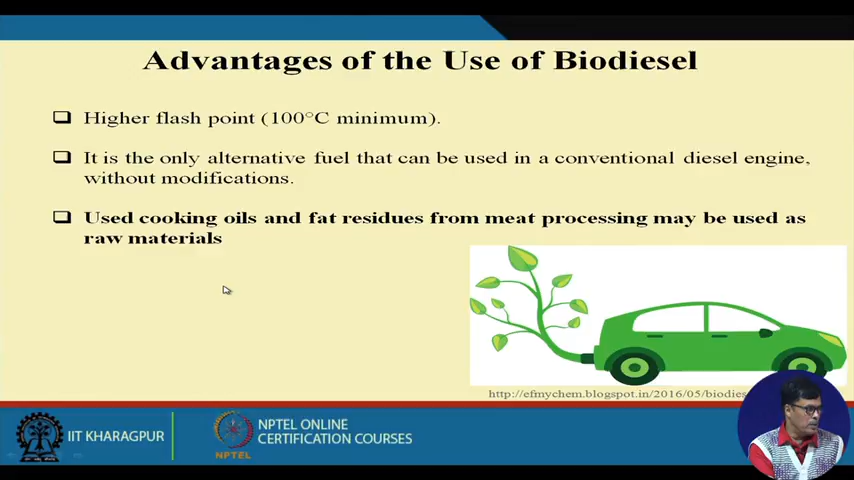 Advantages of the Use of Biodiesel
Higher flash point (100°C minimum).
It is the only alternative fuel that can be used in a conventional diesel engine,
without modifications.
Used cooking oils and fat residues from meat processing may be used as
raw materials
http://efmychem.blogspot.in/2016/05/biodies
IIT KHARAGPUR
NPTEL
NPTEL ONLINE
CERTIFICATION COURSES